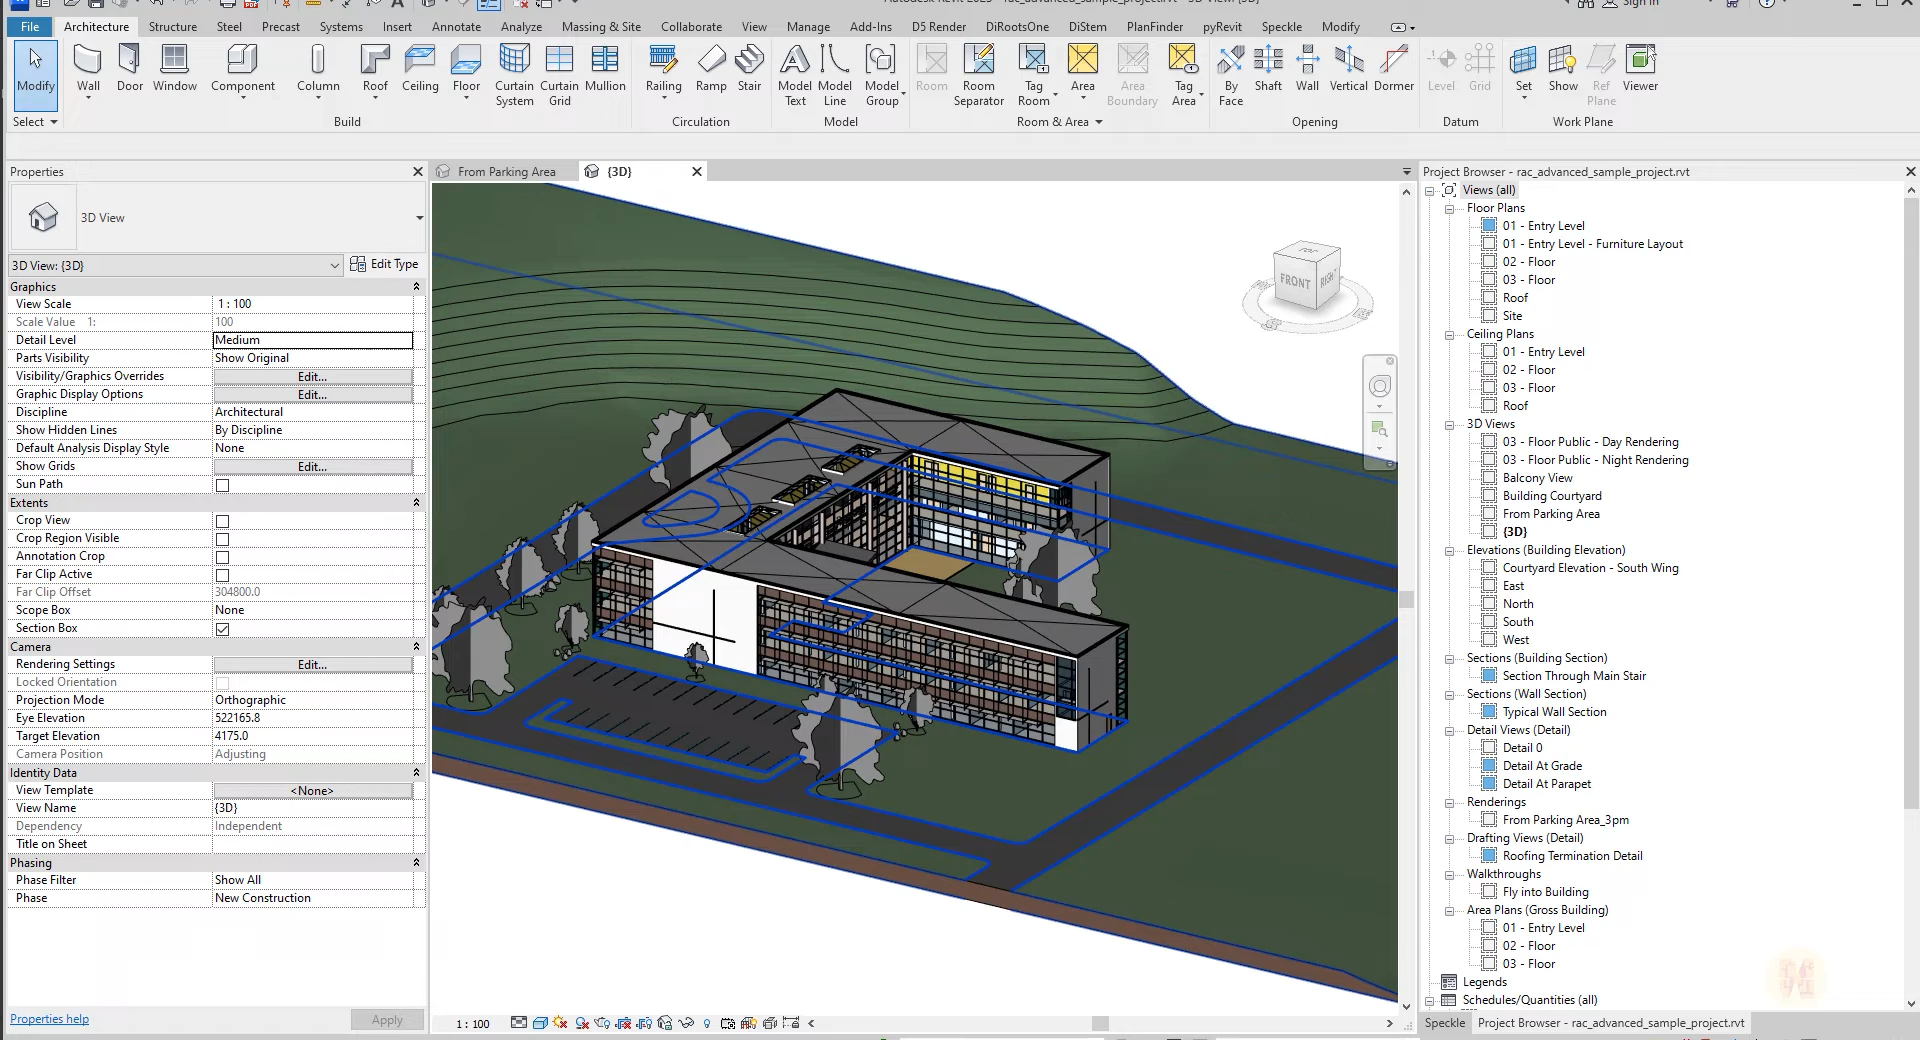 Autodesk Revit 2023 - rac_advanced_sample_project.rvt - 3D View: {3D}
Sign In
File Architecture Structure Steel Precast Systems Insert Annotate Analyze Massing & Site Collaborate View Manage Add-Ins D5 Render DiRootsOne DiStem PlanFinder pyRevit Speckle Modify
Modify Wall Door Window Component Column Roof Ceiling Floor Curtain System Curtain Grid Mullion Railing Ramp Stair Model Text Model Line Model Group Room Room Separator Tag Room Area Area Boundary Tag Area By Face Shaft Wall Vertical Dormer Level Grid Set Show Ref Plane Viewer
Select Build Circulation Model Room & Area Opening Datum Work Plane
Properties
3D View
3D View: {3D} Edit Type
Graphics
View Scale 1 : 100
Scale Value 1: 100
Detail Level Medium
Parts Visibility Show Original
Visibility/Graphics Overrides Edit...
Graphic Display Options Edit...
Discipline Architectural
Show Hidden Lines By Discipline
Default Analysis Display Style None
Show Grids Edit...
Sun Path
Extents
Crop View
Crop Region Visible
Annotation Crop
Far Clip Active
Far Clip Offset 304800.0
Scope Box None
Section Box
Camera
Rendering Settings Edit...
Locked Orientation
Projection Mode Orthographic
Eye Elevation 522165.8
Target Elevation 4175.0
Camera Position Adjusting
Identity Data
View Template <None>
View Name {3D}
Dependency Independent
Title on Sheet
Phasing
Phase Filter Show All
Phase New Construction
Properties help Apply
From Parking Area {3D}
TOP
FRONT RIGHT
1 : 100
Project Browser - rac_advanced_sample_project.rvt
Views (all)
Floor Plans
01 - Entry Level
01 - Entry Level - Furniture Layout
02 - Floor
03 - Floor
Roof
Site
Ceiling Plans
01 - Entry Level
02 - Floor
03 - Floor
Roof
3D Views
03 - Floor Public - Day Rendering
03 - Floor Public - Night Rendering
Balcony View
Building Courtyard
From Parking Area
{3D}
Elevations (Building Elevation)
Courtyard Elevation - South Wing
East
North
South
West
Sections (Building Section)
Section Through Main Stair
Sections (Wall Section)
Typical Wall Section
Detail Views (Detail)
Detail 0
Detail At Grade
Detail At Parapet
Renderings
From Parking Area_3pm
Drafting Views (Detail)
Roofing Termination Detail
Walkthroughs
Fly into Building
Area Plans (Gross Building)
01 - Entry Level
02 - Floor
03 - Floor
Legends
Schedules/Quantities (all)
Speckle Project Browser - rac_advanced_sample_project.rvt